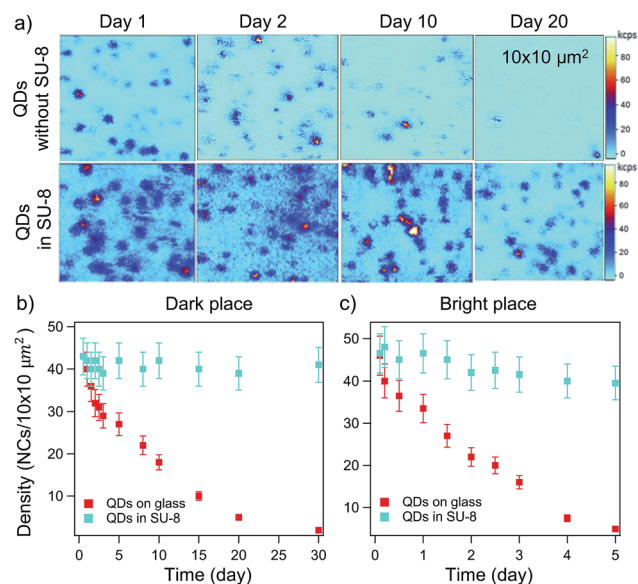 a)
Day 1 Day 2 Day 10 Day 20
QDs
without SU-8
10x10 μm²
kcps
80
60
40
20
0
QDs
in SU-8
kcps
80
60
40
20
0
b) Dark place
Density (NCs/10x10 μm²)
50
40
30
20
10
QDs on glass
QDs in SU-8
0 5 10 15 20 25 30
Time (day)
c) Bright place
50
40
30
20
10
QDs on glass
QDs in SU-8
0 1 2 3 4 5
Time (day)